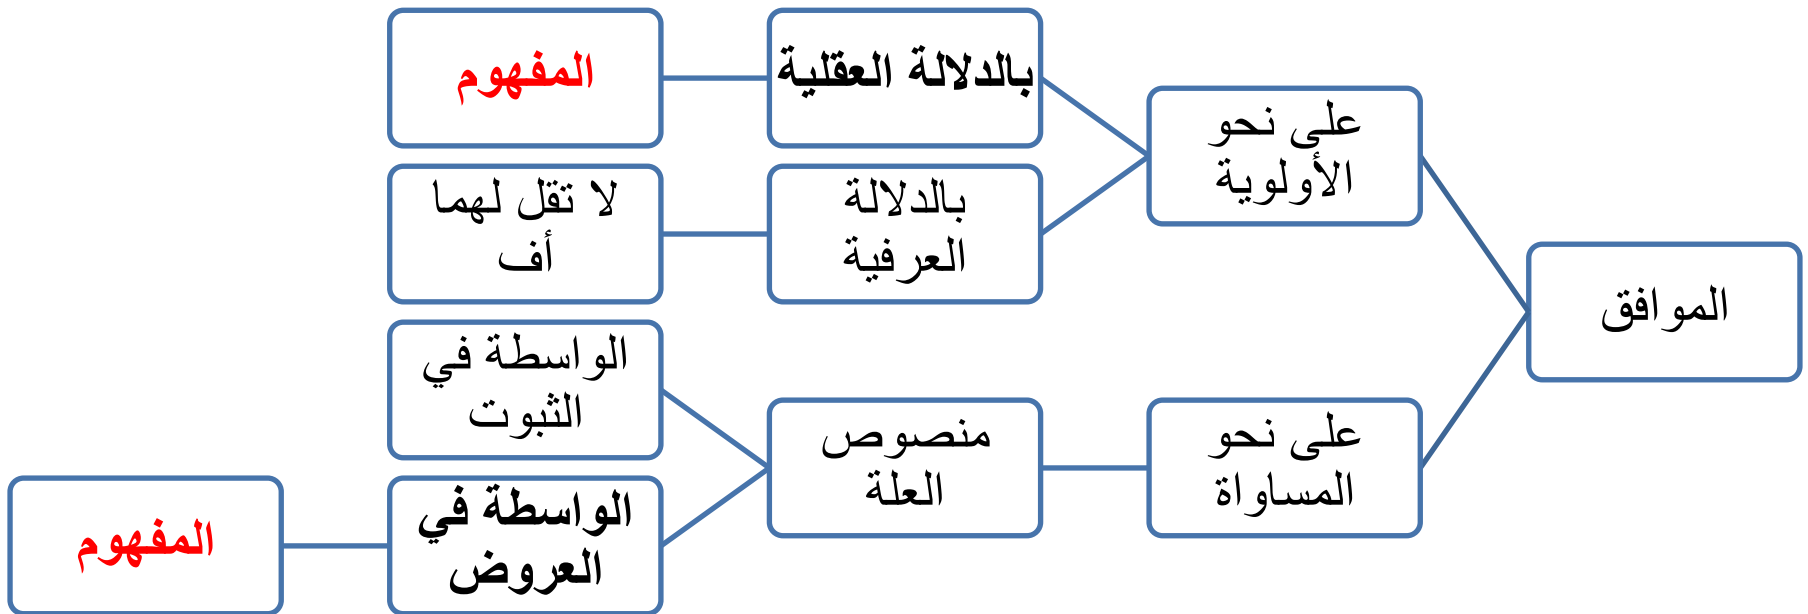 الموافق
على نحو
الأولوية
بالدلالة العقلية
المفهوم
بالدلالة
العرفية
لا تقل لهما
أف
على نحو
المساواة
منصوص
العلة
الواسطة في
الثبوت
الواسطة في
العروض
المفهوم